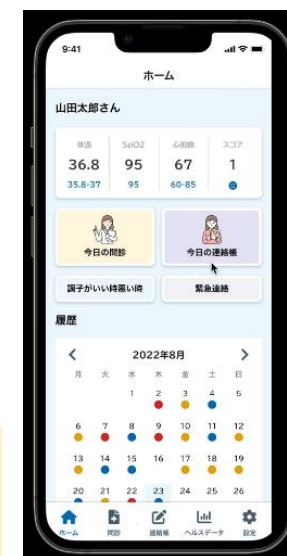 9:41
ホーム
山田太郎さん
体温 SpO2 心拍数 スコア
36.8 95 67 1
35.8-37 95 60-85
今日の問診 今日の連絡帳
調子がいい時悪い時 緊急連絡
履歴
2022年8月
月 火 水 木 金 土 日
1 2 3 4 5
6 7 8 9 10 11 12
13 14 15 16 17 18 19
20 21 22 23 24 25 26
ホーム 問診 連絡帳 ヘルスデータ 設定